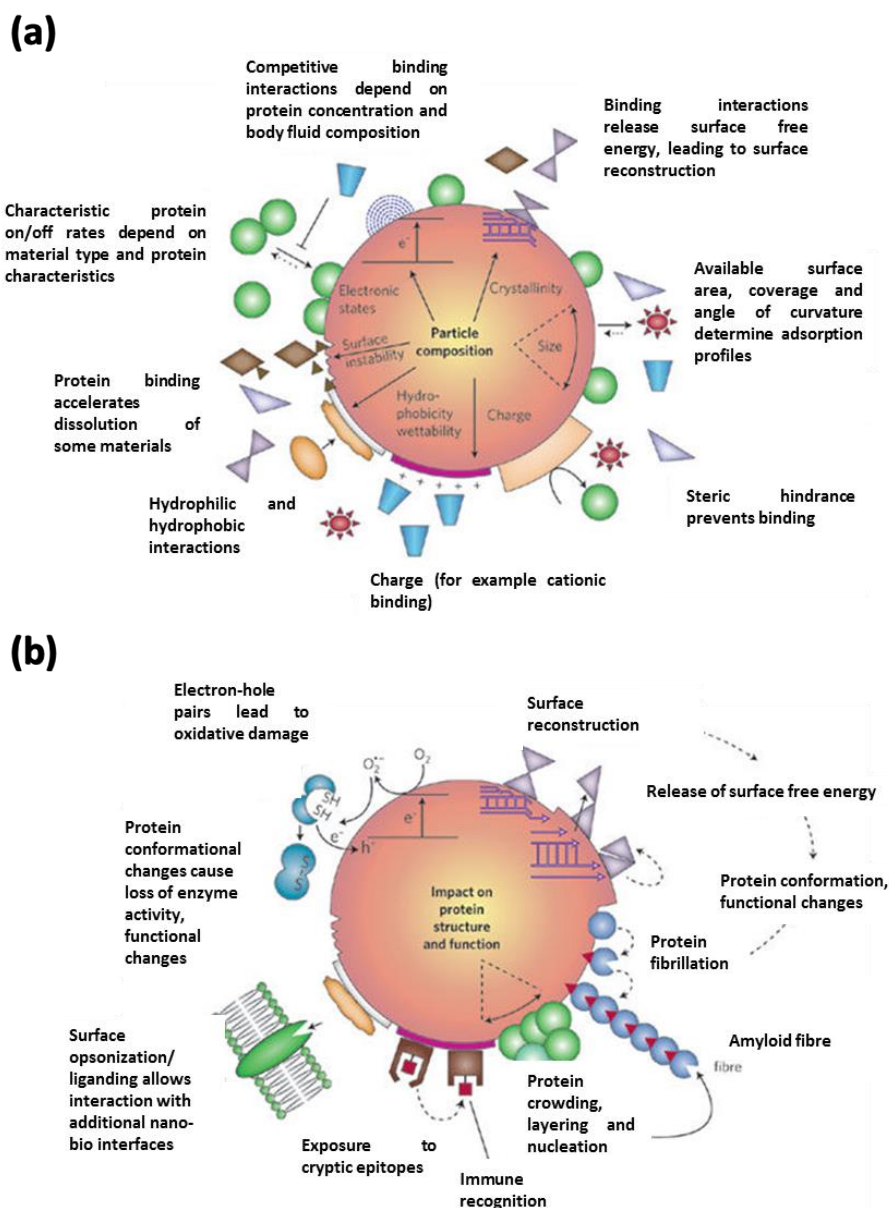 (a)
Competitive binding
interactions depend on
protein concentration and
body fluid composition
Binding interactions
release surface free
energy, leading to surface
reconstruction
Characteristic protein
on/off rates depend on
material type and protein
characteristics
e-
Electronic
states
Crystallinity
Available surface
area, coverage and
angle of curvature
determine adsorption
profiles
Particle
composition
Surface
instability
Size
Protein binding
accelerates
dissolution of
some materials
Hydro-
phobicity
wettability
Charge
+ + + + +
Hydrophilic and
hydrophobic
interactions
Steric hindrance
prevents binding
Charge (for example cationic
binding)
(b)
Electron-hole
pairs lead to
oxidative damage
Surface
reconstruction
O2•−
O2
Release of surface free energy
SH
SH
e-
e-
h+
S-S
Protein
conformational
changes cause
loss of enzyme
activity,
functional
changes
Impact on
protein
structure
and function
Protein conformation,
functional changes
Protein
fibrillation
Surface
opsonization/
liganding allows
interaction with
additional nano-
bio interfaces
Amyloid fibre
fibre
Protein
crowding,
layering and
nucleation
Exposure to
cryptic epitopes
Immune
recognition